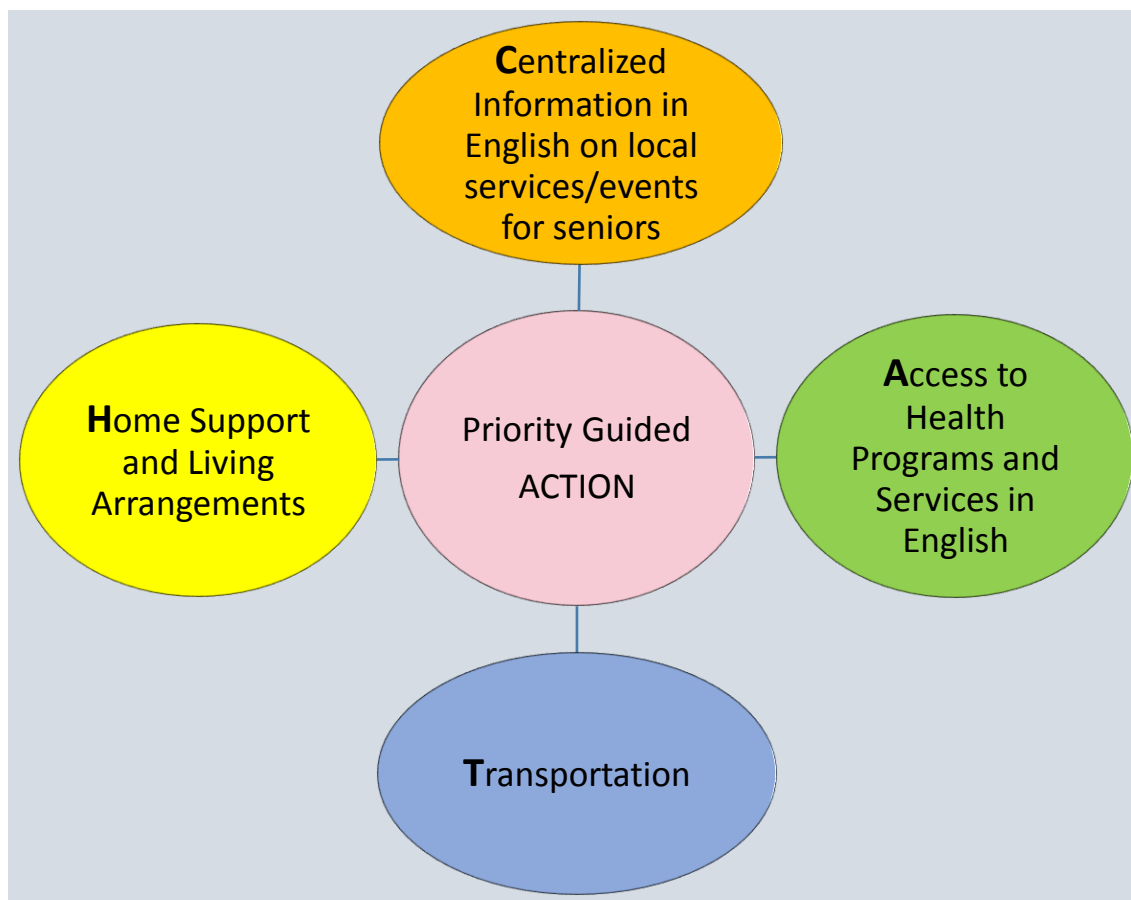 Centralized
Information in
English on local
services/events
for seniors
Home Support
and Living
Arrangements
Priority Guided
ACTION
Access to
Health
Programs and
Services in
English
Transportation